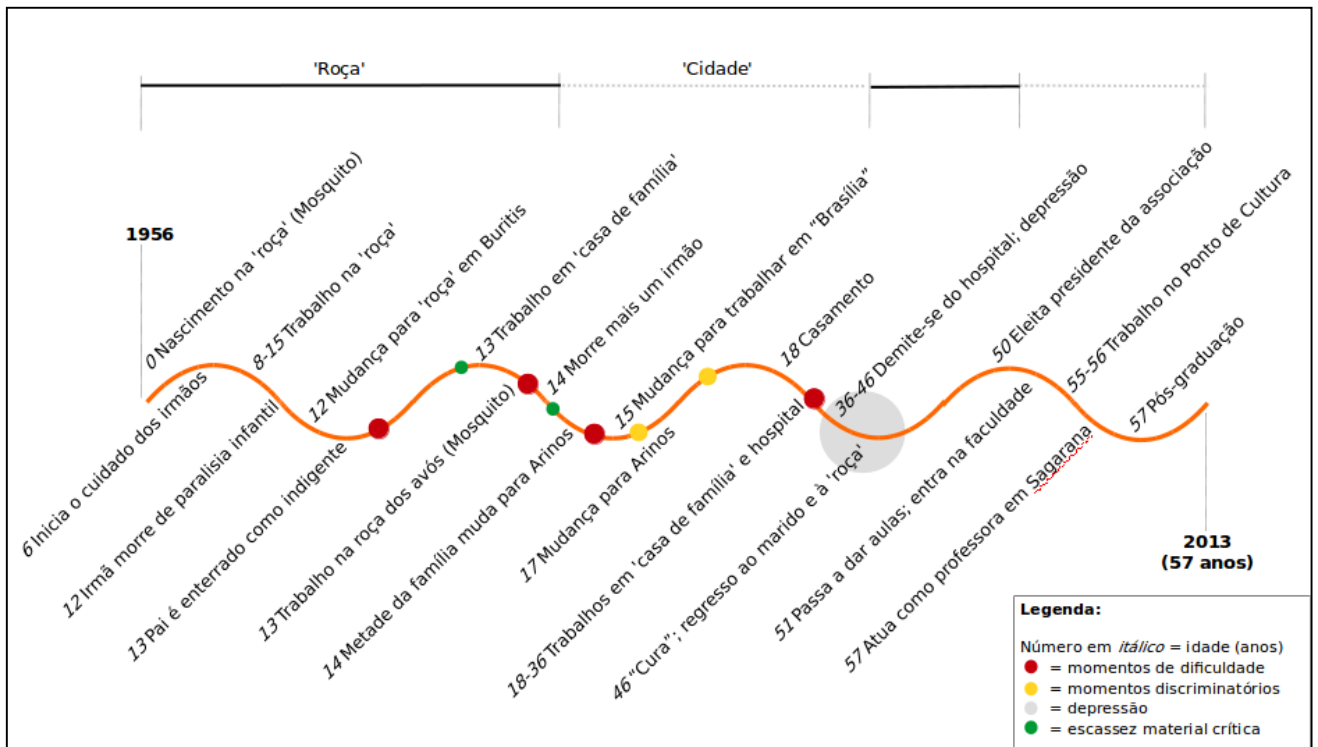 'Roça'
'Cidade'
1956
0 Nascimento na 'roça' (Mosquito)
6 Inicia o cuidado dos irmãos
8-15 Trabalho na 'roça'
12 Irmã morre de paralisia infantil
12 Mudança para 'roça' em Buritis
13 Pai é enterrado como indigente
13 Trabalho em 'casa de família'
13 Trabalho na roça dos avós (Mosquito)
14 Morre mais um irmão
14 Metade da família muda para Arinos
15 Mudança para trabalhar em “Brasília”
17 Mudança para Arinos
18 Casamento
18-36 Trabalhos em 'casa de família' e hospital
36-46 Demite-se do hospital; depressão
46 “Cura”; regresso ao marido e à 'roça'
50 Eleita presidente da associação
51 Passa a dar aulas; entra na faculdade
55-56 Trabalho no Ponto de Cultura
57 Atua como professora em Sagarana
57 Pós-graduação
2013
(57 anos)
Legenda:
Número em itálico = idade (anos)
= momentos de dificuldade
= momentos discriminatórios
= depressão
= escassez material crítica